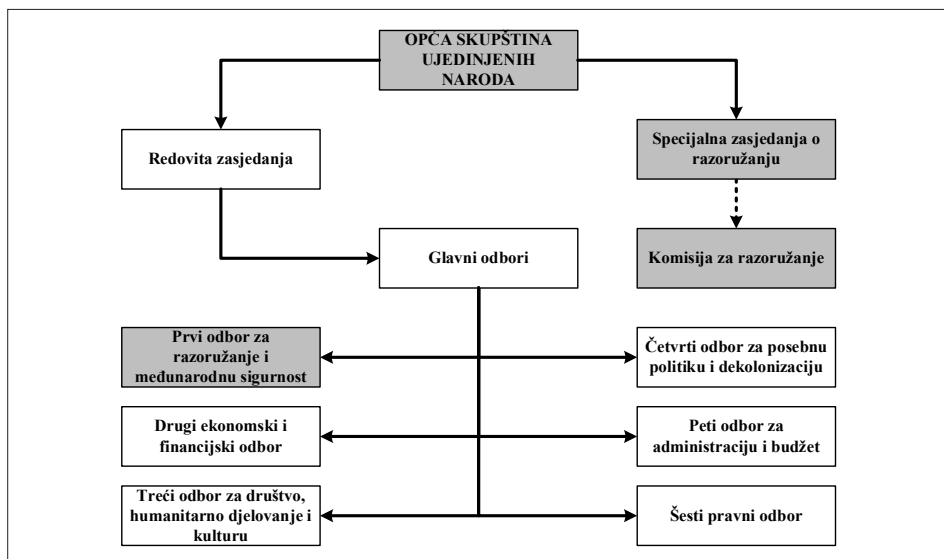 OPĆA SKUPŠTINA
UJEDINJENIH
NARODA
Redovita zasjedanja
Specijalna zasjedanja o
razoružanju
Glavni odbori
Komisija za razoružanje
Prvi odbor za
razoružanje i
međunarodnu sigurnost
Četvrti odbor za posebnu
politiku i dekolonizaciju
Drugi ekonomski i
financijski odbor
Peti odbor za
administraciju i budžet
Treći odbor za društvo,
humanitarno djelovanje i
kulturu
Šesti pravni odbor